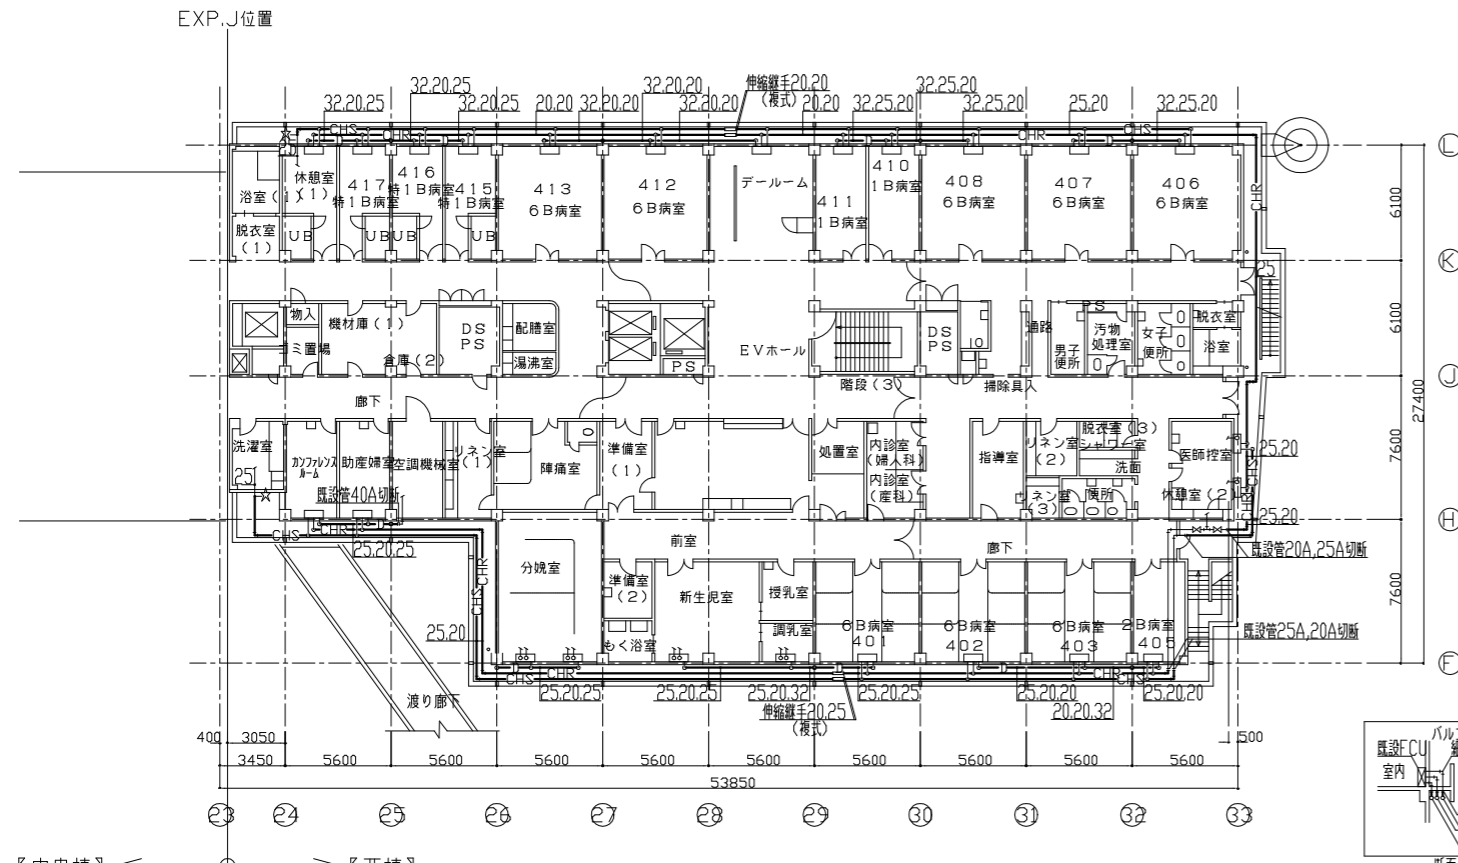 EXP.J位置
32.20.25
32.20.20
伸縮継手20.20
(複式)
32.25.20
32.20.25
32.20.25
20.20
32.20.20
32.20.20
20.20
32.25.20
32.25.20
25.20
32.25.20
CHS
CHR
CHR
CHS
L
浴室(1)
休憩室
(1)
417
特1B病室
416
特1B病室
415
特1B病室
413
6B病室
412
6B病室
デールーム
411
1B病室
410
1B病室
408
6B病室
407
6B病室
406
6B病室
CHR
6100
脱衣室
(1)
UB
UB
UB
UB
K
25
物入
機材庫(1)
ゴミ置場
倉庫(2)
DS
PS
配膳室
湯沸室
PS
EVホール
階段(3)
DS
PS
掃除具入
通路
PS
男子
便所
汚物
処理室
女子
便所
脱衣室
浴室
6100
J
27400
廊下
洗濯室
25
カンファレンス
ルーム
助産婦室
空調機械室
リネン室
(1)
陣痛室
準備室
(1)
処置室
内診室
(婦人科)
内診室
(産科)
指導室
リネン室
(2)
脱衣室(3)
シャワー室
洗面
リネン室
(3)
便所
医師控室
休憩室(2)
25.20
CHS
CHR
7600
既設管40A切断
H
CHS
CHR
25.20.25
25.20
既設管20A,25A切断
前室
廊下
分娩室
準備室
(2)
新生児室
授乳室
調乳室
もく浴室
6B病室
401
6B病室
402
6B病室
403
2B病室
405
CHR
CHS
25.20
7600
既設管25A,20A切断
F
CHS
CHR
CHR
CHS
25.20.25
25.20.25
25.20.32
25.20.25
25.20.20
25.20.20
伸縮継手20.25
(複式)
20.20.32
渡り廊下
400
3050
500
3450
5600
5600
5600
5600
5600
5600
5600
5600
5600
53850
23
24
25
26
27
28
29
30
31
32
33
既設FCU
室内